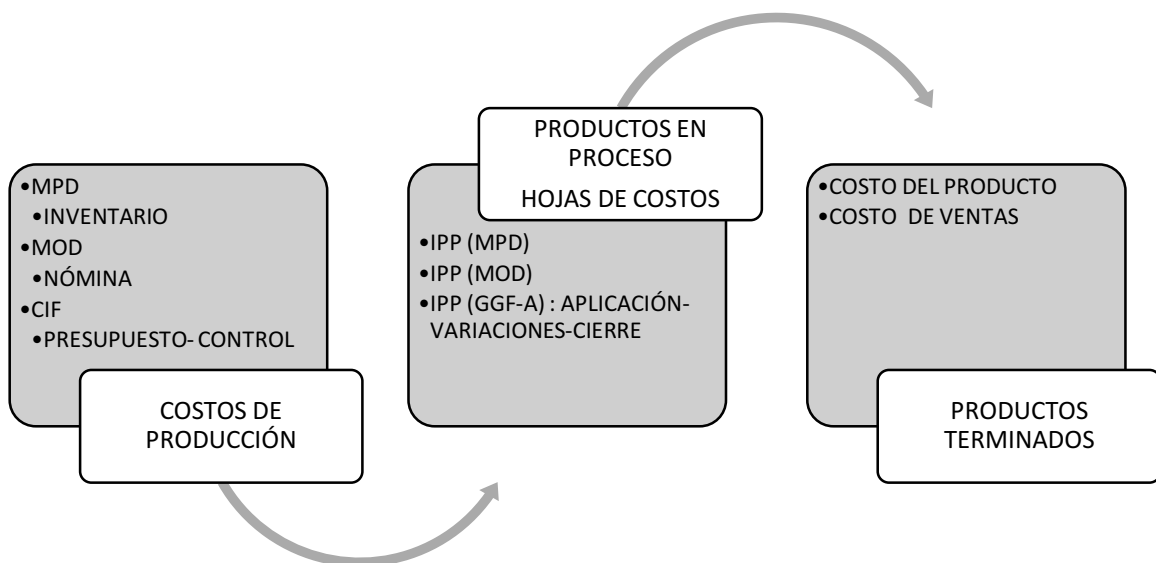 •MPD
•INVENTARIO
•MOD
•NÓMINA
•CIF
•PRESUPUESTO- CONTROL
COSTOS DE
PRODUCCIÓN
PRODUCTOS EN
PROCESO
HOJAS DE COSTOS
•IPP (MPD)
•IPP (MOD)
•IPP (GGF-A) : APLICACIÓN-
VARIACIONES-CIERRE
•COSTO DEL PRODUCTO
•COSTO DE VENTAS
PRODUCTOS
TERMINADOS